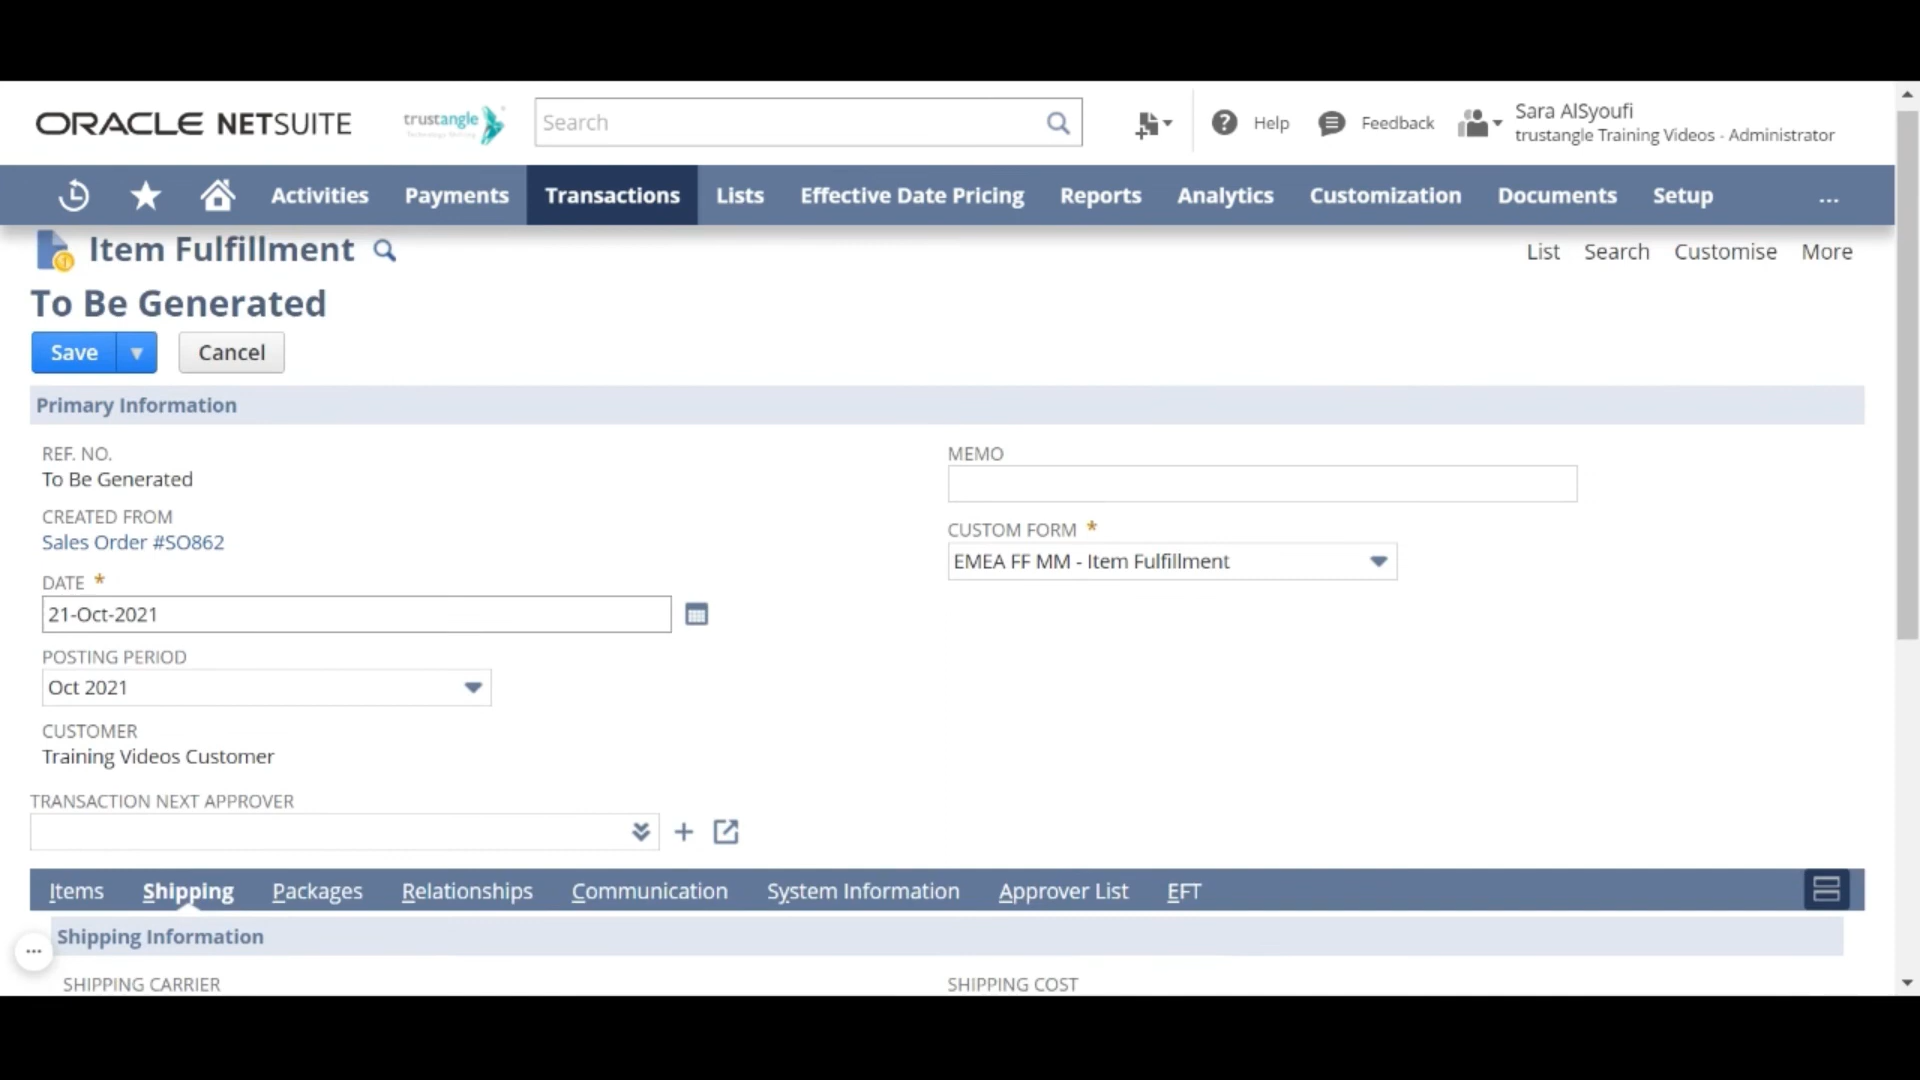 ORACLE NETSUITE
trustangle
Search
Help
Feedback
Sara AlSyoufi
trustangle Training Videos - Administrator
Activities
Payments
Transactions
Lists
Effective Date Pricing
Reports
Analytics
Customization
Documents
Setup
...
Item Fulfillment
List
Search
Customise
More
To Be Generated
Save
Cancel
Primary Information
REF. NO.
To Be Generated
CREATED FROM
Sales Order #SO862
DATE *
21-Oct-2021
POSTING PERIOD
Oct 2021
CUSTOMER
Training Videos Customer
TRANSACTION NEXT APPROVER
MEMO
CUSTOM FORM *
EMEA FF MM - Item Fulfillment
Items
Shipping
Packages
Relationships
Communication
System Information
Approver List
EFT
Shipping Information
SHIPPING CARRIER
SHIPPING COST